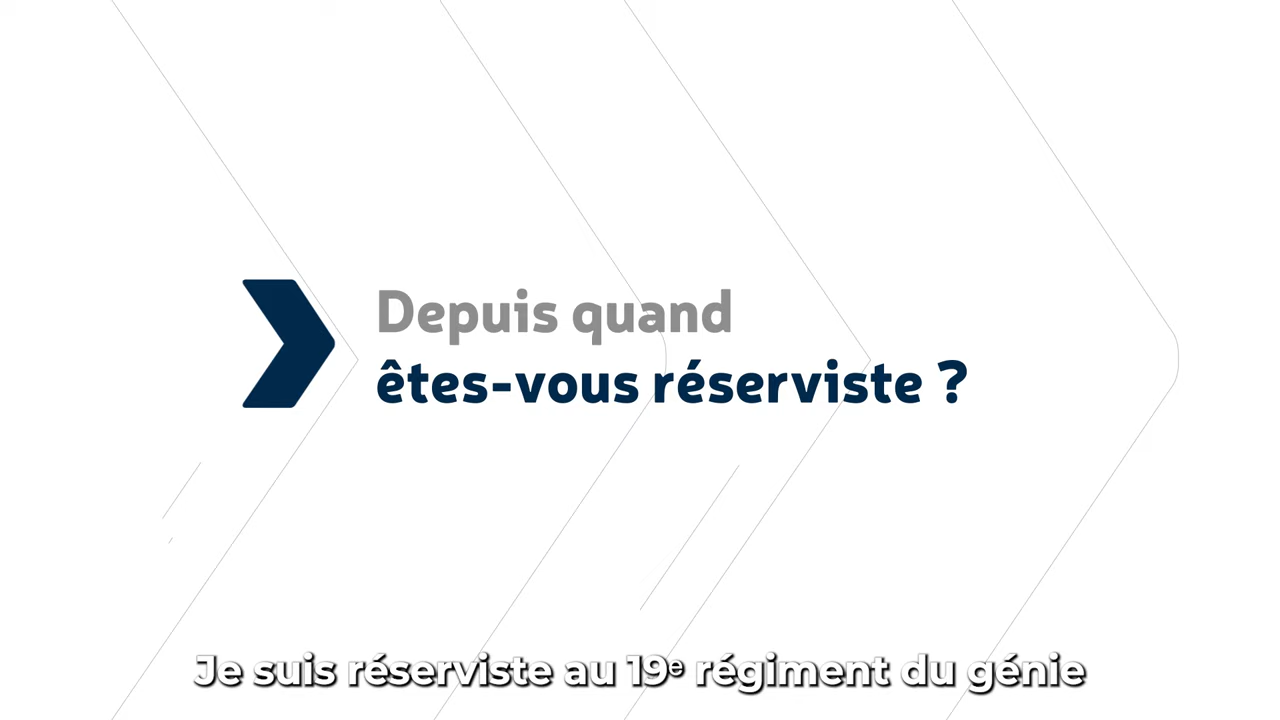 Depuis quand
êtes-vous réserviste ?
Je suis réserviste au 19ᵉ régiment du génie